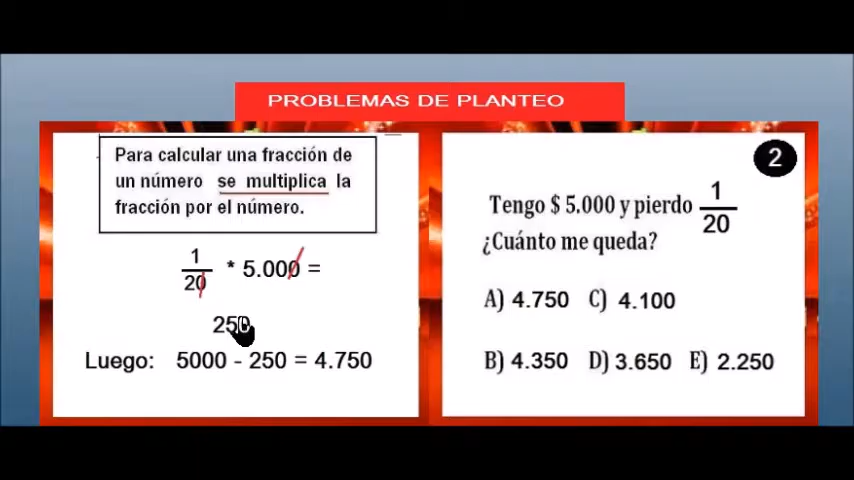 PROBLEMAS DE PLANTEO
Para calcular una fracción de
un número se multiplica la
fracción por el número.
1
20 * 5.000 =
250
Luego: 5000 - 250 = 4.750
2
Tengo $ 5.000 y pierdo 1
20
¿Cuánto me queda?
A) 4.750 C) 4.100
B) 4.350 D) 3.650 E) 2.250